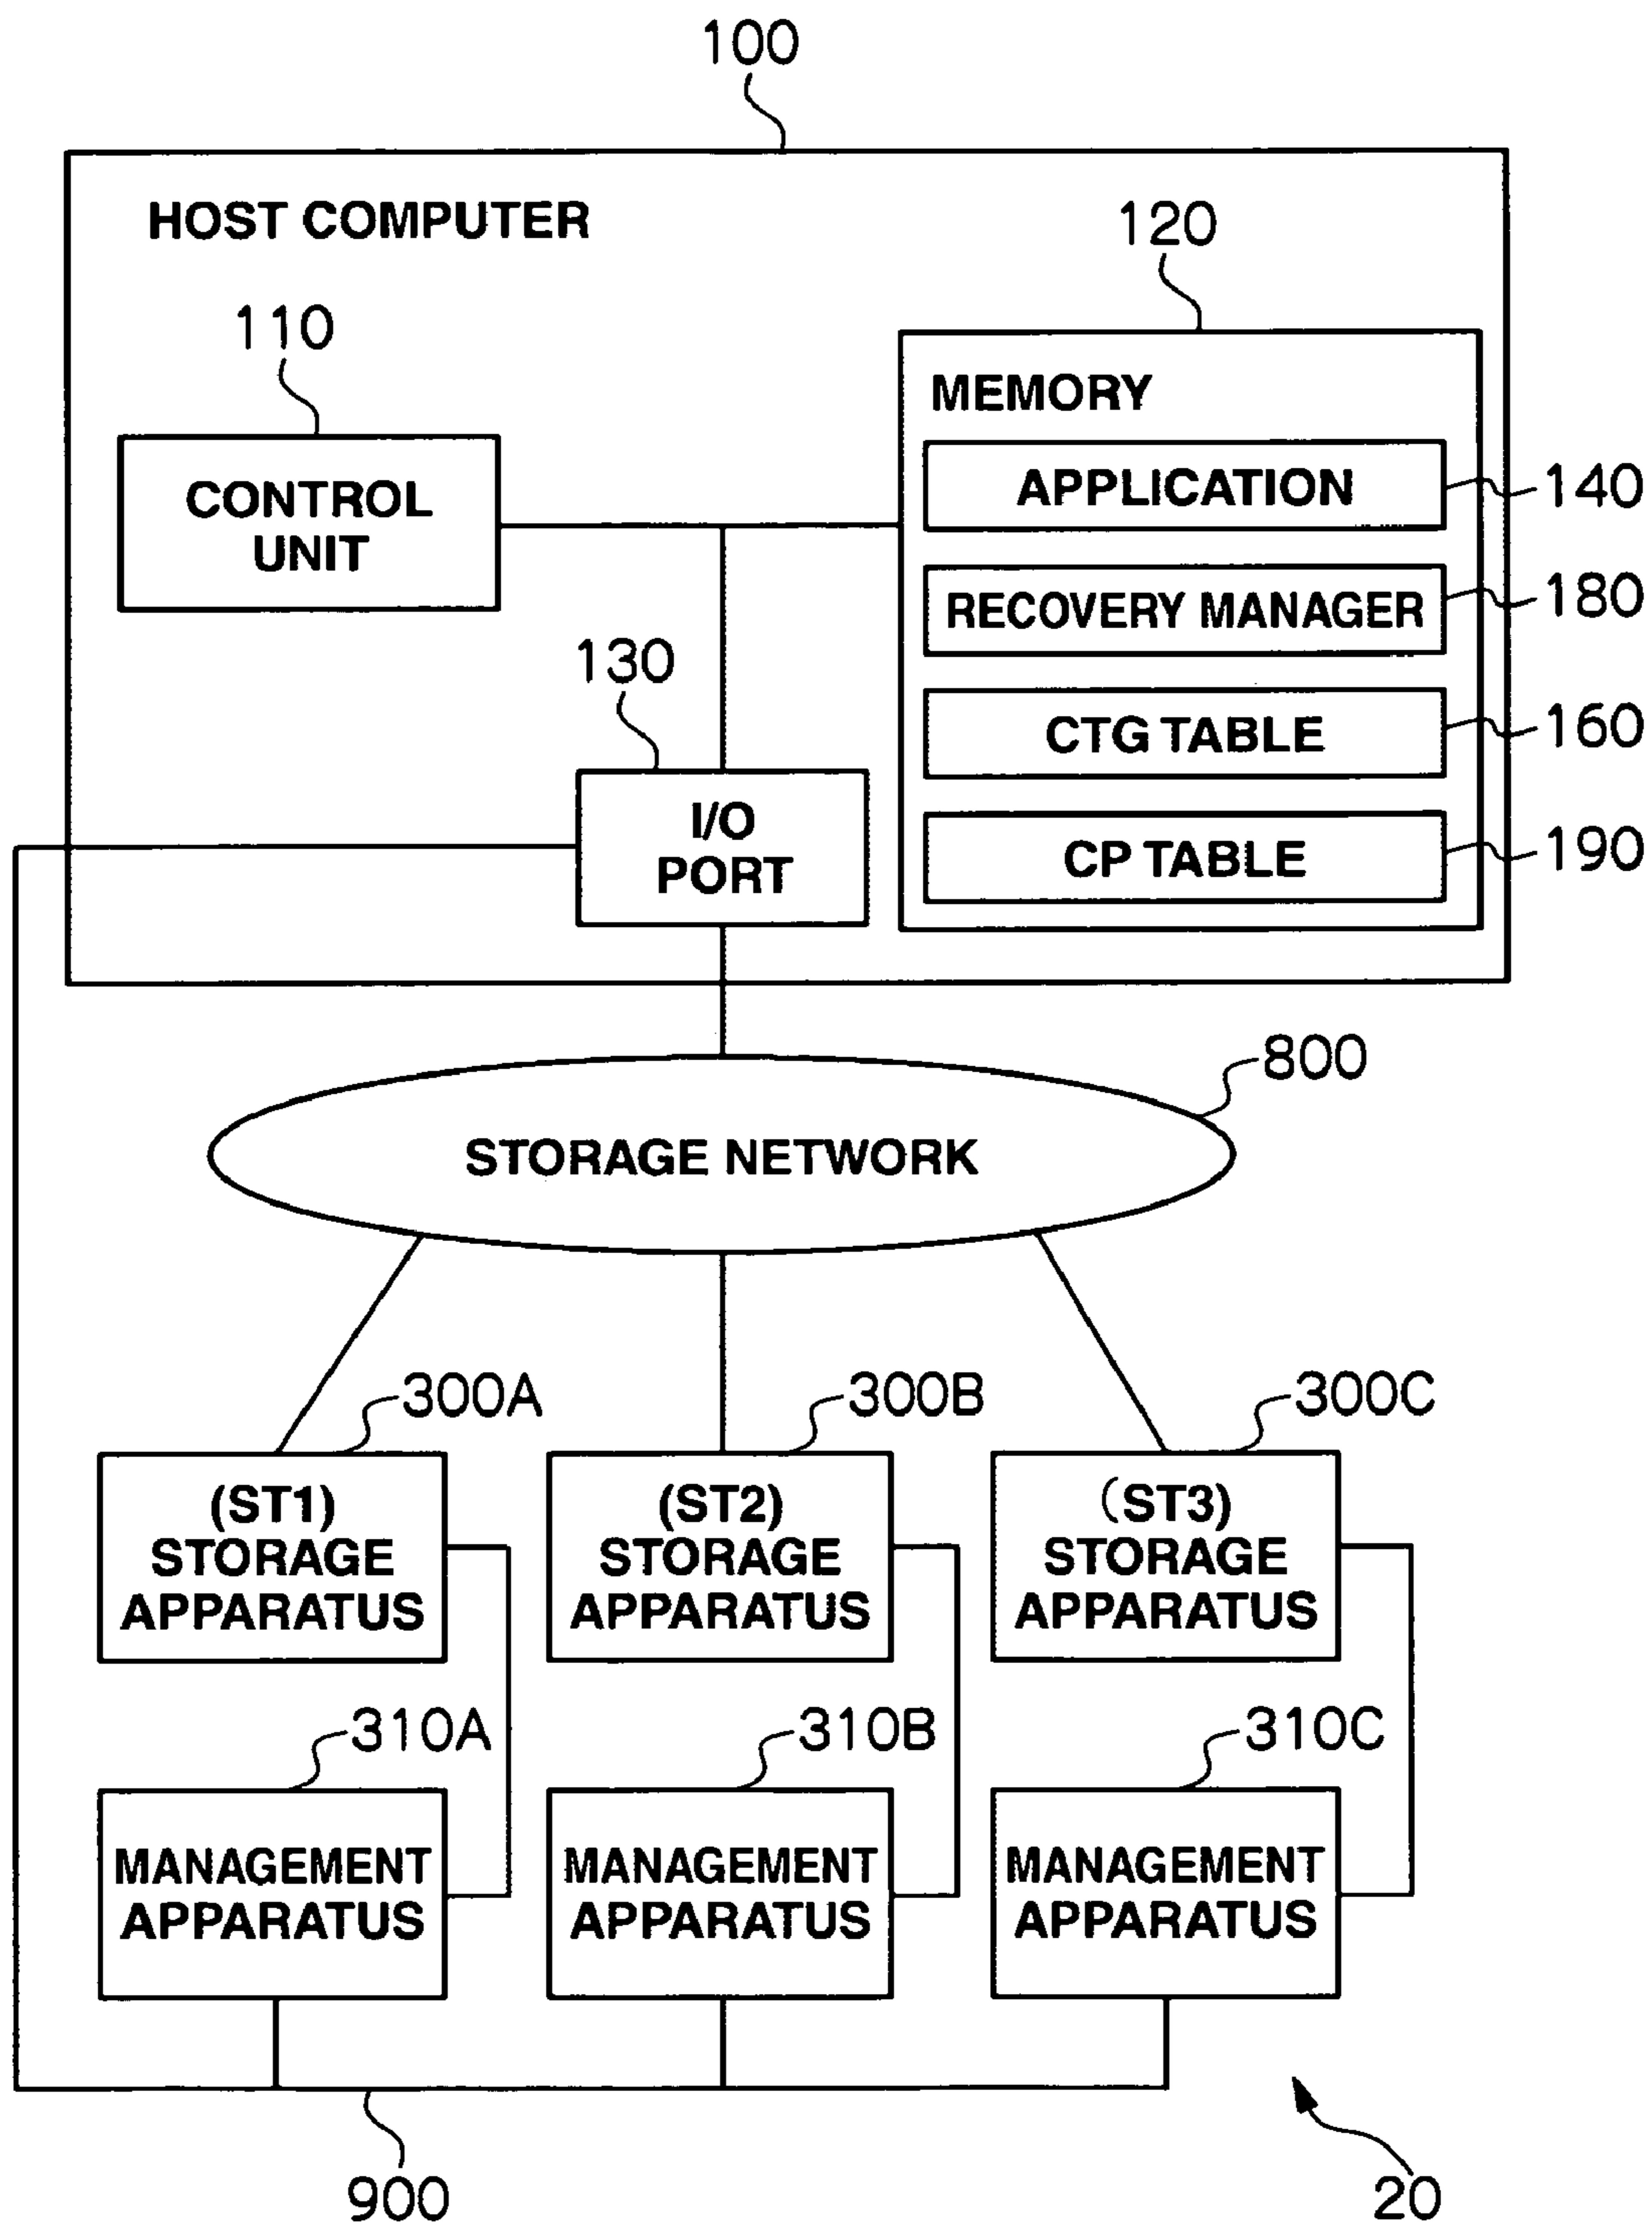 100
HOST COMPUTER
120
110
MEMORY
CONTROL
UNIT
APPLICATION
140
RECOVERY MANAGER
180
130
CTG TABLE
160
I/O
PORT
CP TABLE
190
800
STORAGE NETWORK
300A
300B
300C
(ST1)
STORAGE
APPARATUS
(ST2)
STORAGE
APPARATUS
(ST3)
STORAGE
APPARATUS
310A
310B
310C
MANAGEMENT
APPARATUS
MANAGEMENT
APPARATUS
MANAGEMENT
APPARATUS
900
20